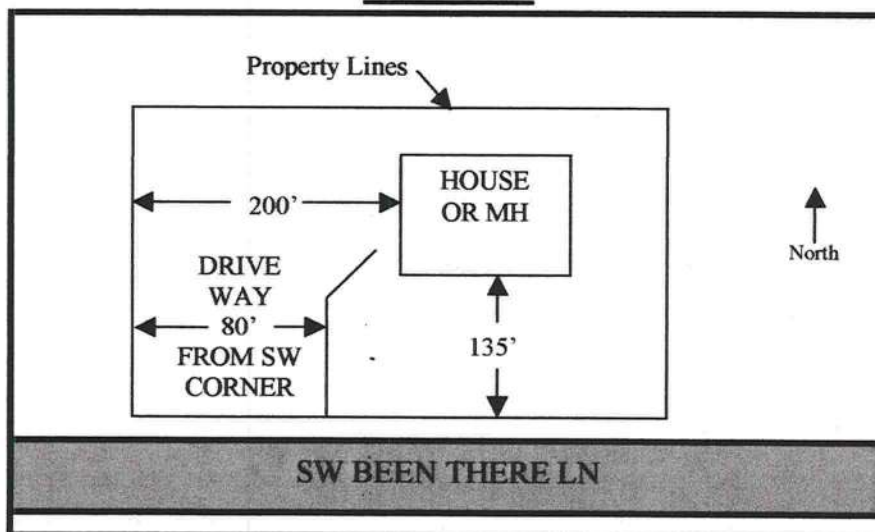 Property Lines
HOUSE
OR MH
200’
North
DRIVE
WAY
80’
FROM SW
CORNER
135’
SW BEEN THERE LN